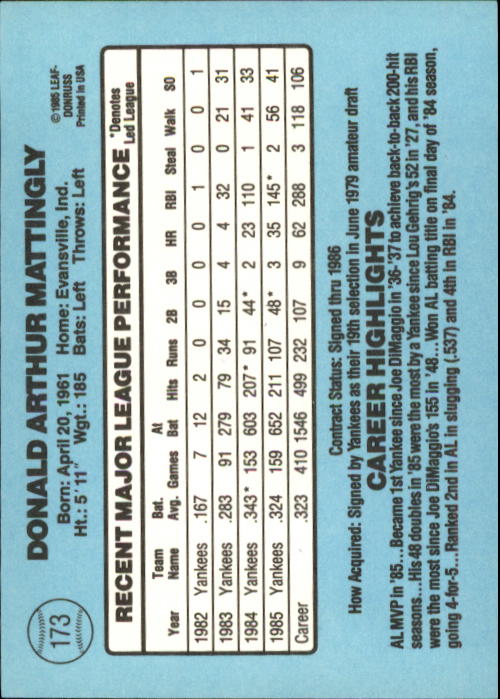 173
DONALD ARTHUR MATTINGLY
© 1985 LEAF-
DONRUSS
Printed in USA
Born: April 20, 1961 Home: Evansville, Ind.
Ht.: 5' 11" Wgt.: 185 Bats: Left Throws: Left
RECENT MAJOR LEAGUE PERFORMANCE *Denotes
Led League
Team Bat. At
Year Name Avg. Games Bat Hits Runs 2B 3B HR RBI Steal Walk SO
1982 Yankees .167 7 12 2 0 0 0 0 1 0 0 1
1983 Yankees .283 91 279 79 34 15 4 4 32 0 21 31
1984 Yankees .343* 153 603 207* 91 44* 2 23 110 1 41 33
1985 Yankees .324 159 652 211 107 48* 3 35 145* 2 56 41
Career .323 410 1546 499 232 107 9 62 288 3 118 106
Contract Status: Signed thru 1986
How Acquired: Signed by Yankees as their 19th selection in June 1979 amateur draft
CAREER HIGHLIGHTS
AL MVP in '85....Became 1st Yankee since Joe DiMaggio in '36-'37 to achieve back-to-back 200-hit
seasons...His 48 doubles in '85 were the most by a Yankee since Lou Gehrig's 52 in '27, and his RBI
were the most since Joe DiMaggio's 155 in '48...Won AL batting title on final day of '84 season,
going 4-for-5....Ranked 2nd in AL in slugging (.537) and 4th in RBI in '84.